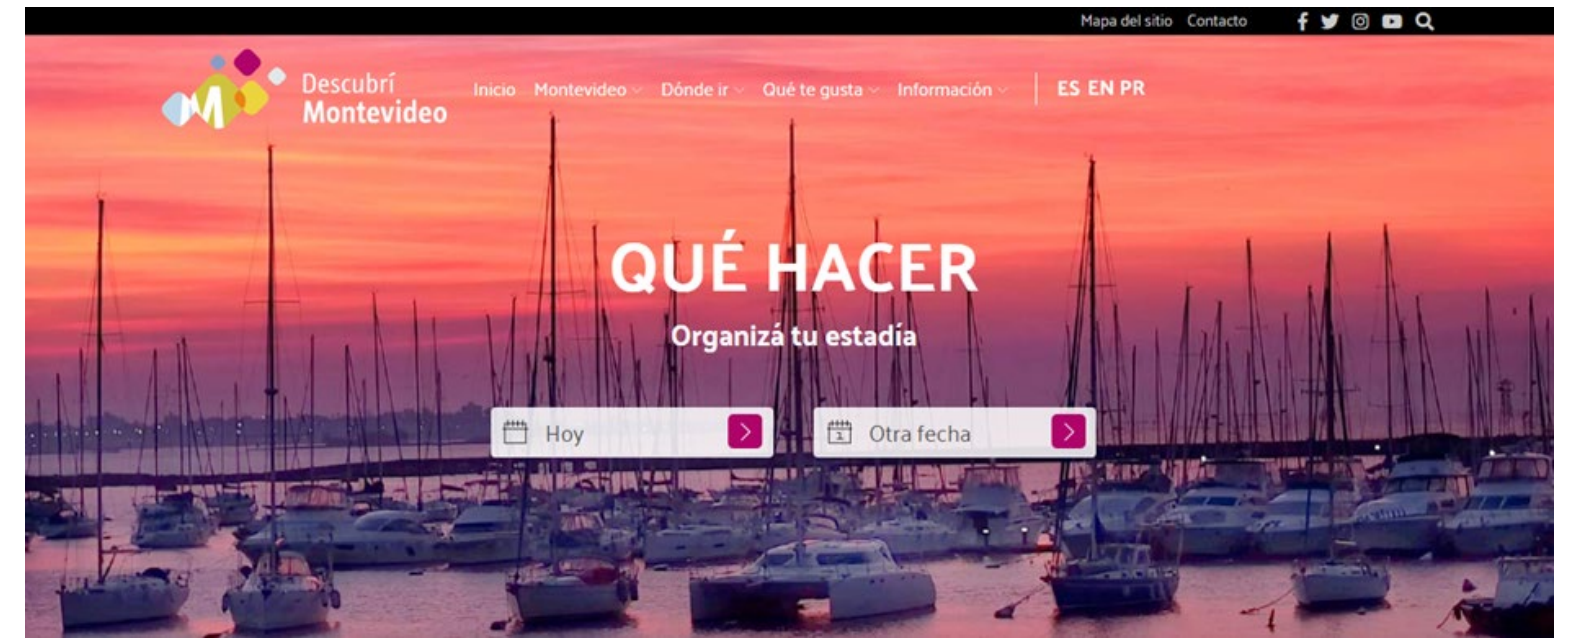 Mapa del sitio Contacto
Descubrí
Montevideo
Inicio Montevideo Dónde ir Qué te gusta Información ES EN PR
QUÉ HACER
Organizá tu estadía
Hoy
Otra fecha